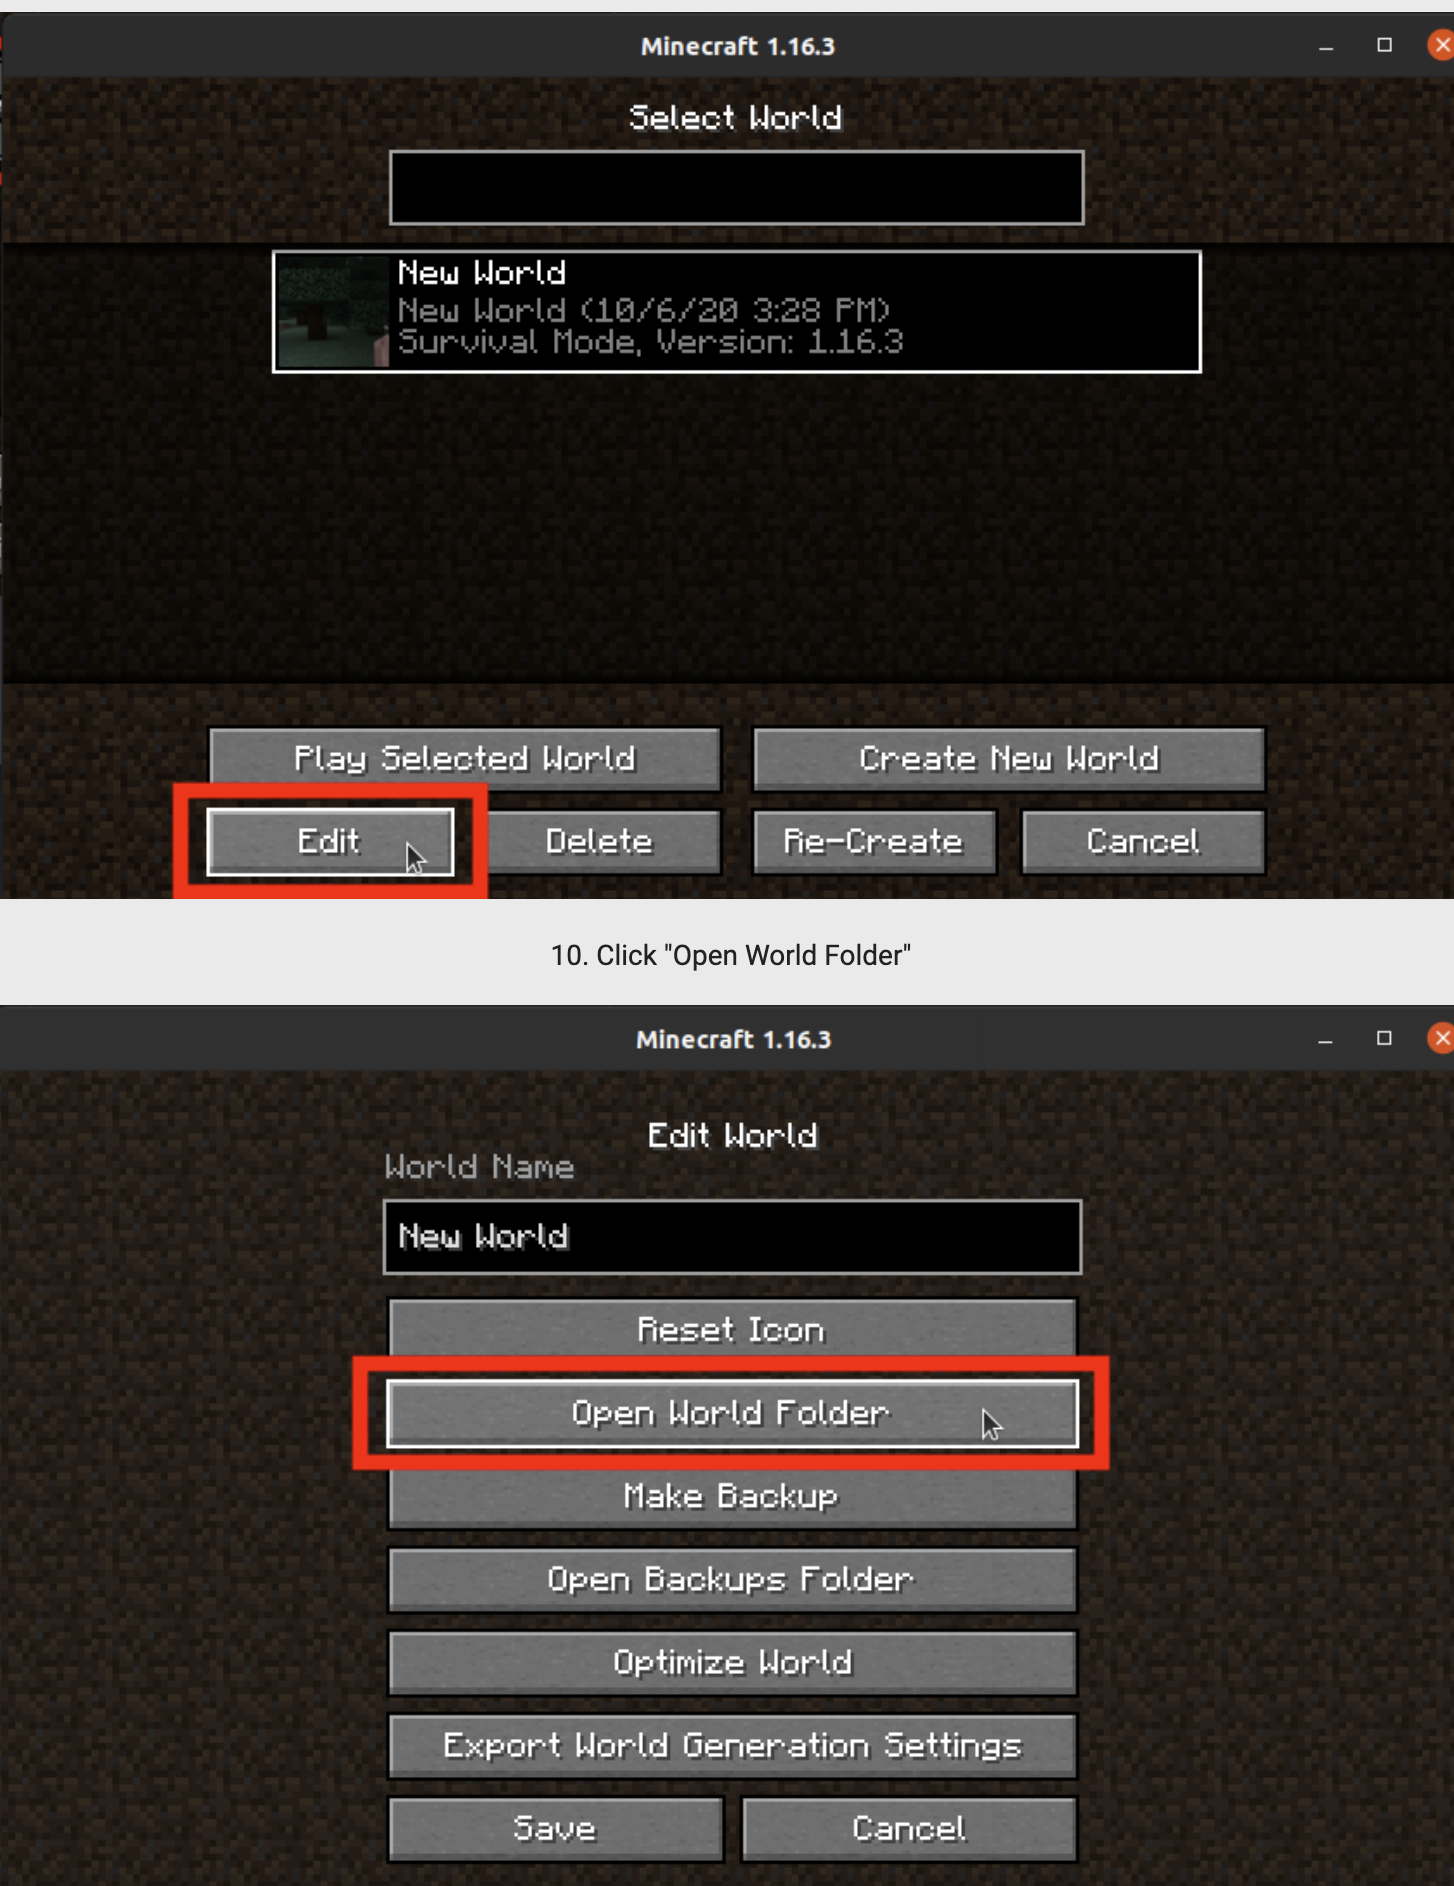 Minecraft 1.16.3
Select World
New World
New World (10/6/20 3:28 PM)
Survival Mode, Version: 1.16.3
Play Selected World
Create New World
Edit
Delete
Re-Create
Cancel
10. Click "Open World Folder"
Minecraft 1.16.3
Edit World
World Name
New World
Reset Icon
Open World Folder
Make Backup
Open Backups Folder
Optimize World
Export World Generation Settings
Save
Cancel